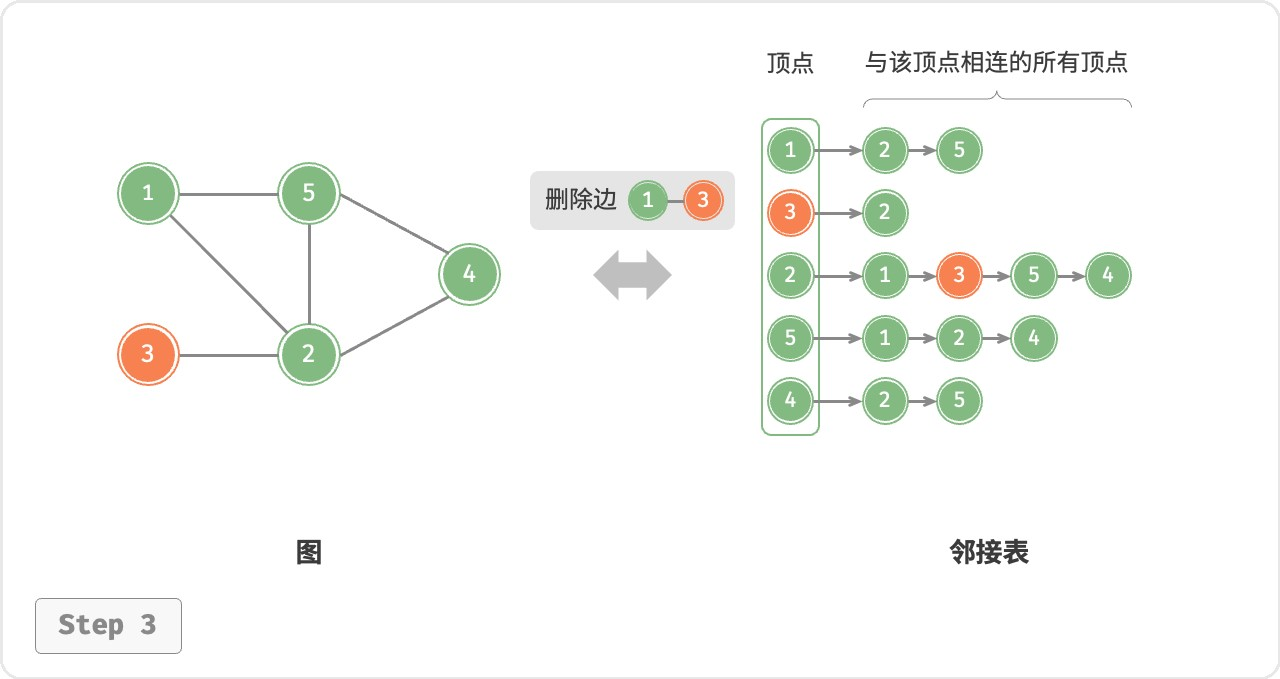 顶点 与该顶点相连的所有顶点
1 2 5
1 5 删除边 1 3
3 2
4 2 1 3 5 4
5 1 2 4
3 2
4 2 5
图 邻接表
Step 3